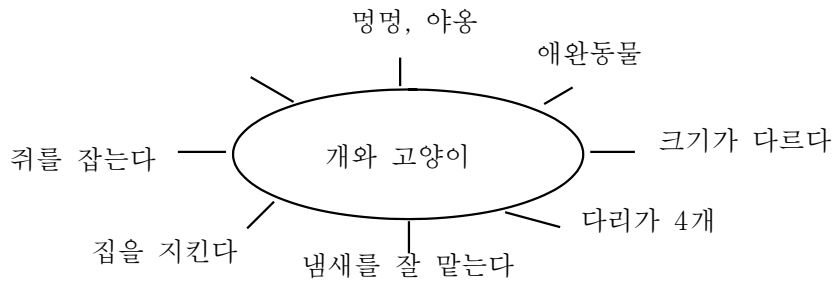 멍멍, 야옹
애완동물
쥐를 잡는다
개와 고양이
크기가 다르다
다리가 4개
집을 지킨다
냄새를 잘 맡는다